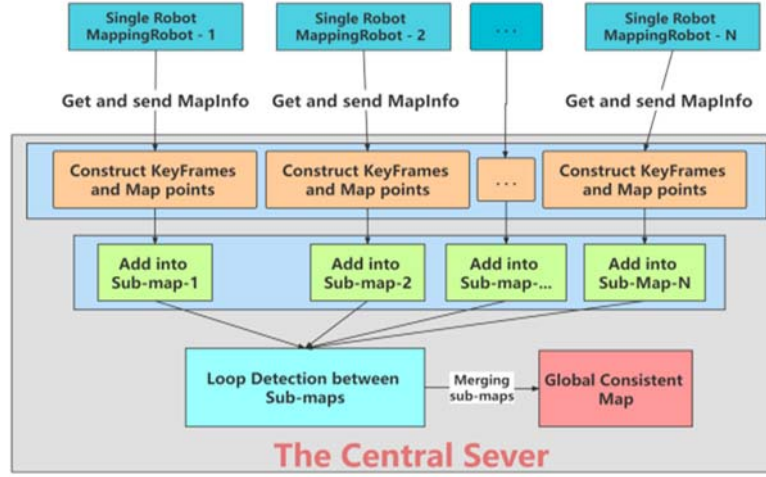 Single Robot
MappingRobot - 1
Single Robot
MappingRobot - 2
...
Single Robot
MappingRobot - N
Get and send MapInfo
Get and send MapInfo
Get and send MapInfo
Construct KeyFrames
and Map points
Construct KeyFrames
and Map points
...
Construct KeyFrames
and Map points
Add into
Sub-map-1
Add into
Sub-map-2
Add into
Sub-map-...
Add into
Sub-Map-N
Loop Detection between
Sub-maps
Merging
sub-maps
Global Consistent
Map
The Central Sever